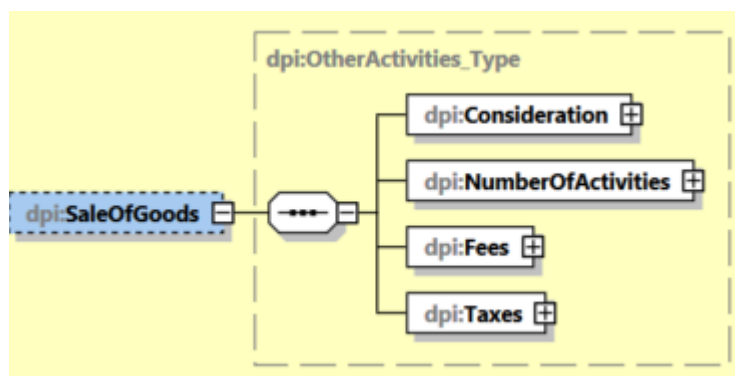 dpi:OtherActivities_Type
dpi:Consideration
dpi:NumberOfActivities
dpi:SaleOfGoods
dpi:Fees
dpi:Taxes